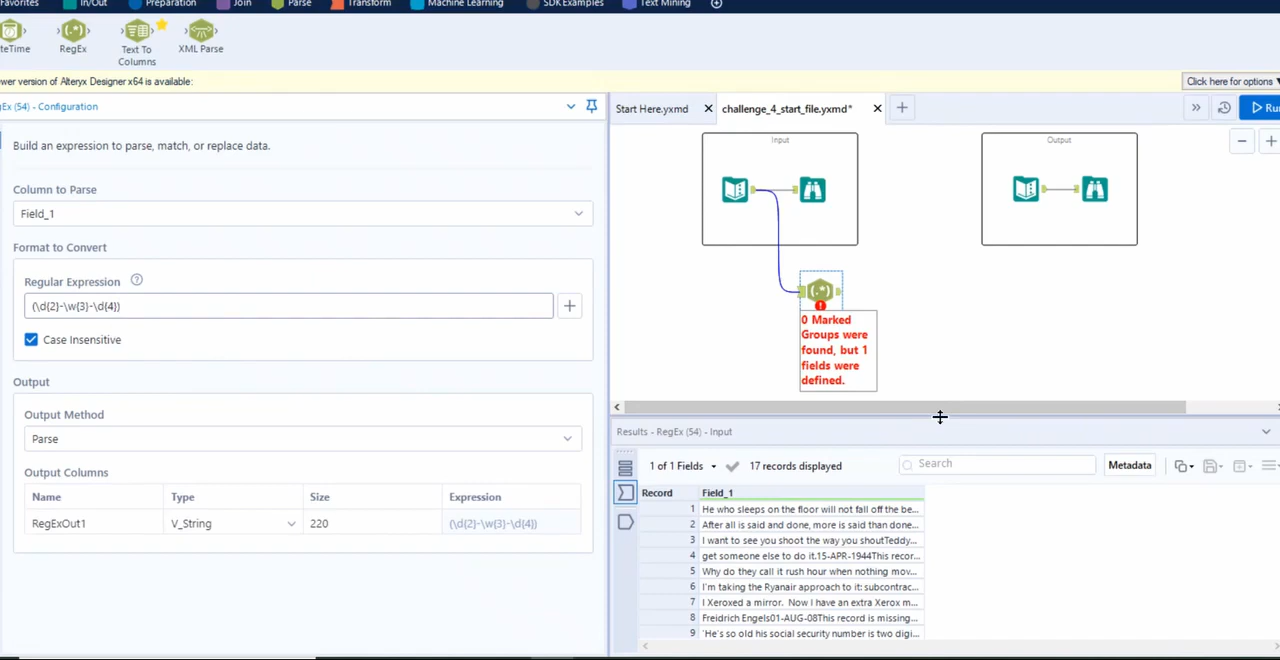 Favorites In/Out Preparation Join Parse Transform Machine Learning SDK Examples Text Mining
teTime RegEx Text To Columns XML Parse
ewer version of Alteryx Designer x64 is available:
Click here for options
gEx (54) - Configuration
Build an expression to parse, match, or replace data.
Column to Parse
Field_1
Format to Convert
Regular Expression
(\d{2}-\w{3}-\d{4})
Case Insensitive
Output
Output Method
Parse
Output Columns
Name Type Size Expression
RegExOut1 V_String 220 (\d{2}-\w{3}-\d{4})
Start Here.yxmd challenge_4_start_file.yxmd*
Run
Input
Output
0 Marked
Groups were
found, but 1
fields were
defined.
Results - RegEx (54) - Input
1 of 1 Fields 17 records displayed Search Metadata
Record Field_1
1 He who sleeps on the floor will not fall off the be...
2 After all is said and done, more is said than done...
3 I want to see you shoot the way you shoutTeddy...
4 get someone else to do it.15-APR-1944This recor...
5 Why do they call it rush hour when nothing mov...
6 I'm taking the Ryanair approach to it: subcontrac...
7 I Xeroxed a mirror. Now I have an extra Xerox m...
8 Freidrich Engels01-AUG-08This record is missing...
9 'He's so old his social security number is two digi...